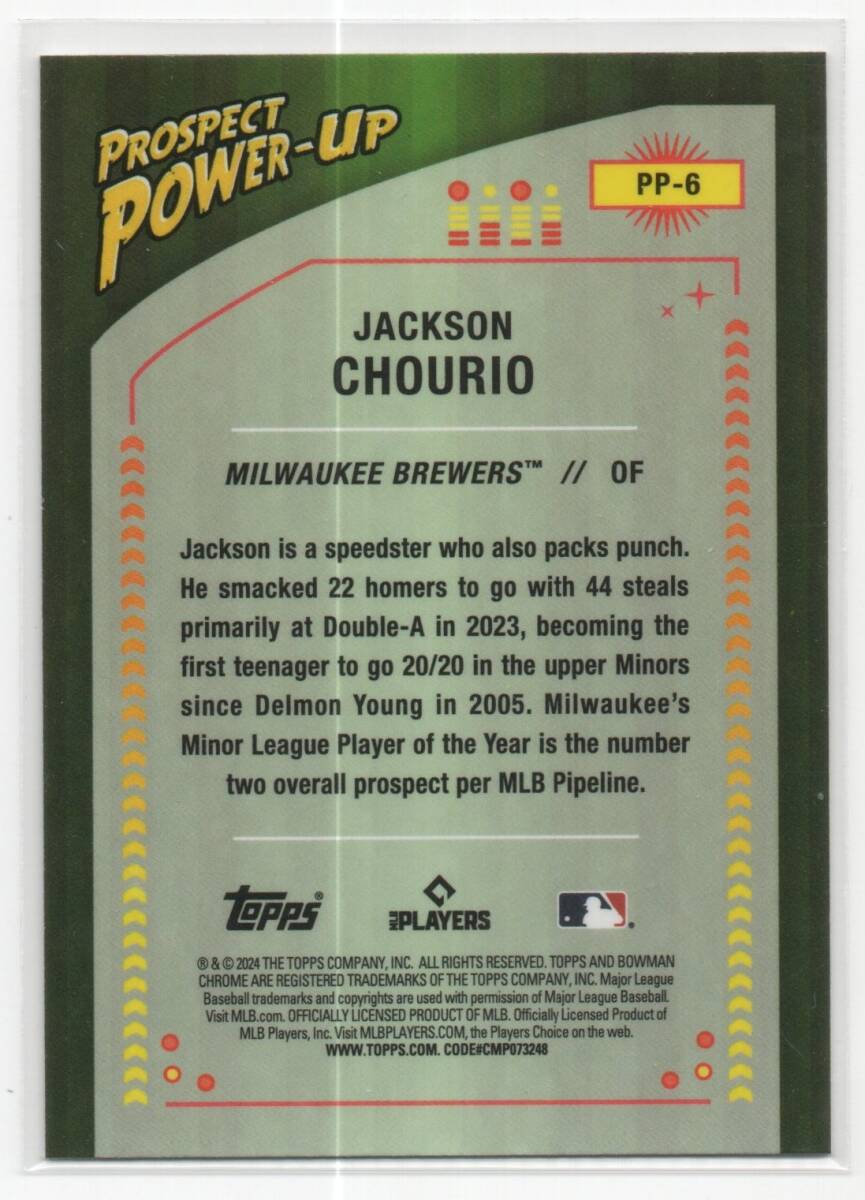 PROSPECT
POWER-UP
PP-6
JACKSON
CHOURIO
MILWAUKEE BREWERS™ // OF
Jackson is a speedster who also packs punch.
He smacked 22 homers to go with 44 steals
primarily at Double-A in 2023, becoming the
first teenager to go 20/20 in the upper Minors
since Delmon Young in 2005. Milwaukee's
Minor League Player of the Year is the number
two overall prospect per MLB Pipeline.
topps® MLB PLAYERS
® & © 2024 THE TOPPS COMPANY, INC. ALL RIGHTS RESERVED. TOPPS AND BOWMAN
CHROME ARE REGISTERED TRADEMARKS OF THE TOPPS COMPANY, INC. Major League
Baseball trademarks and copyrights are used with permission of Major League Baseball.
Visit MLB.com. OFFICIALLY LICENSED PRODUCT OF MLB. Officially Licensed Product of
MLB Players, Inc. Visit MLBPLAYERS.COM, the Players Choice on the web.
WWW.TOPPS.COM. CODE#CMP073248